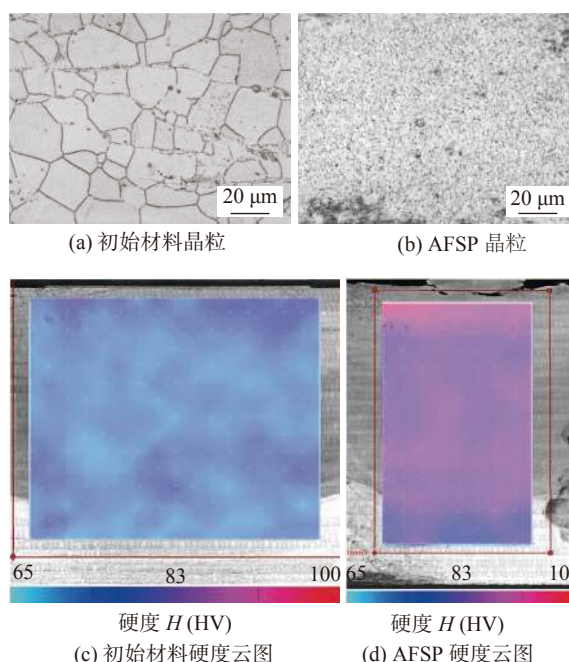 20 μm
20 μm
(a) 初始材料晶粒
(b) AFSP 晶粒
65 83 100
65 83 10
硬度 H (HV)
硬度 H (HV)
(c) 初始材料硬度云图
(d) AFSP 硬度云图